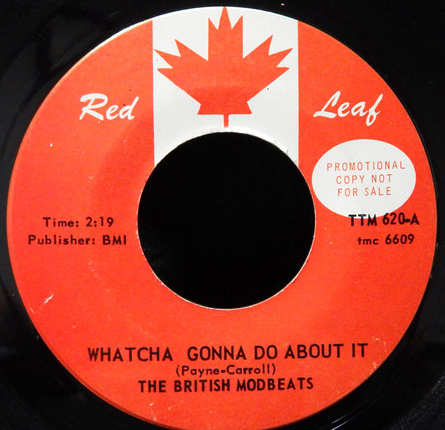 Red Leaf
PROMOTIONAL
COPY NOT
FOR SALE
Time: 2:19
Publisher: BMI
TTM 620-A
tmc 6609
WHATCHA GONNA DO ABOUT IT
(Payne-Carroll)
THE BRITISH MODBEATS